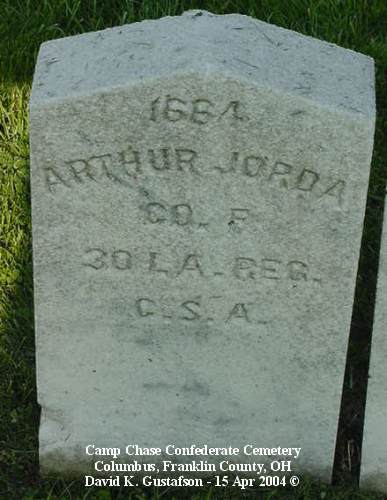 1664
ARTHUR JORDA
CO. F
30 LA. REG.
C.S.A.
Camp Chase Confederate Cemetery
Columbus, Franklin County, OH
David K. Gustafson - 15 Apr 2004 ©